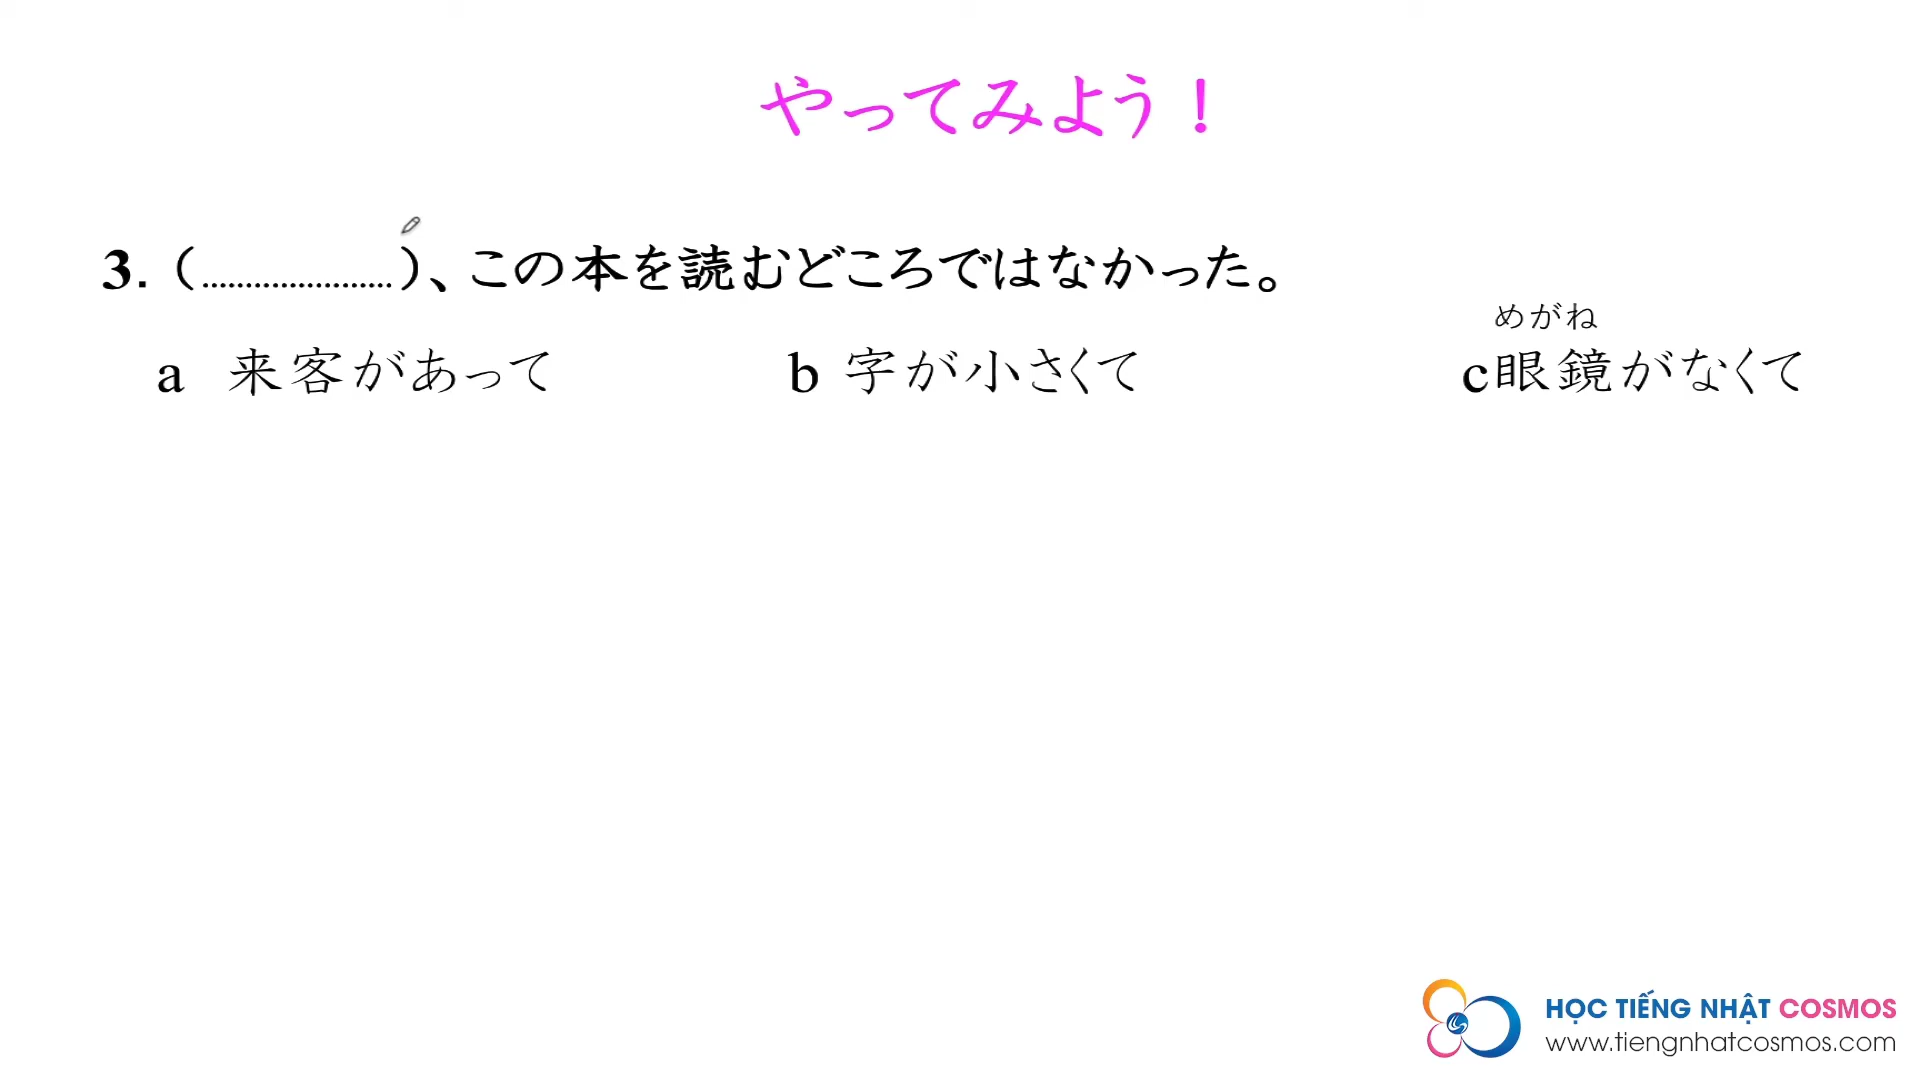 やってみよう！
3. (......................)、この本を読むどころではなかった。
めがね
a 来客があって b 字が小さくて c眼鏡がなくて
HỌC TIẾNG NHẬT COSMOS
www.tiengnhatcosmos.com